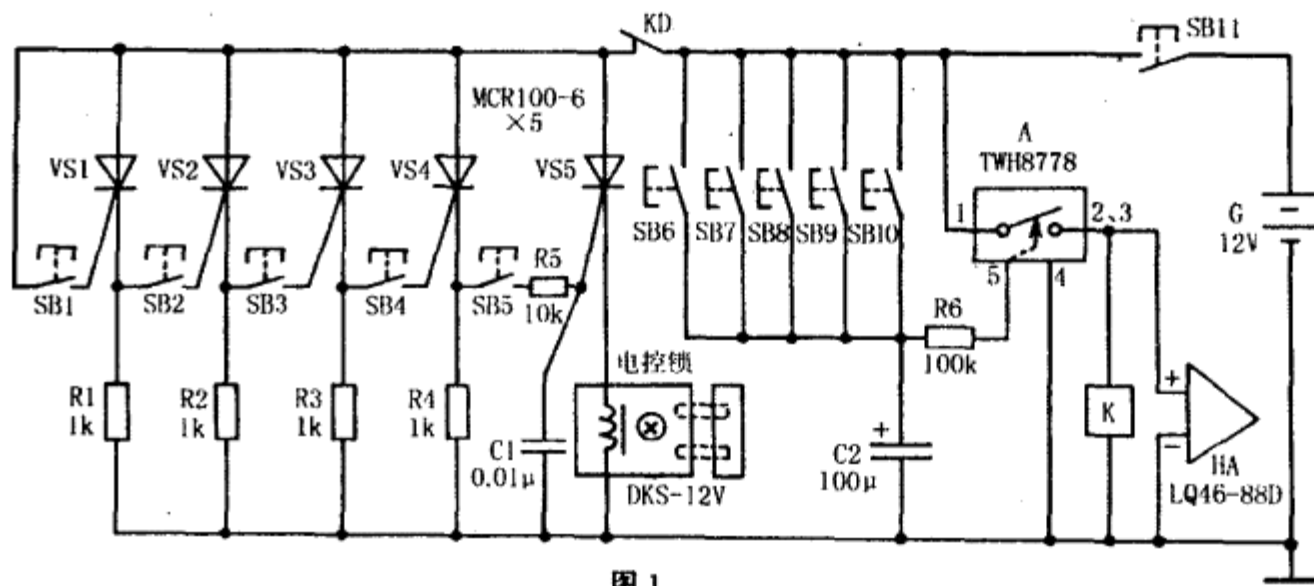 KD
SB11
MCR100-6
×5
A
TWH8778
VS1
VS2
VS3
VS4
VS5
1
2、3
G
12V
SB6
SB7
SB8
SB9
SB10
5
4
SB1
SB2
SB3
SB4
SB5
R5
10k
R6
100k
电控锁
R1
1k
R2
1k
R3
1k
R4
1k
C1
0.01μ
DKS-12V
+
C2
100μ
K
+
−
HA
LQ46-88D
图 1